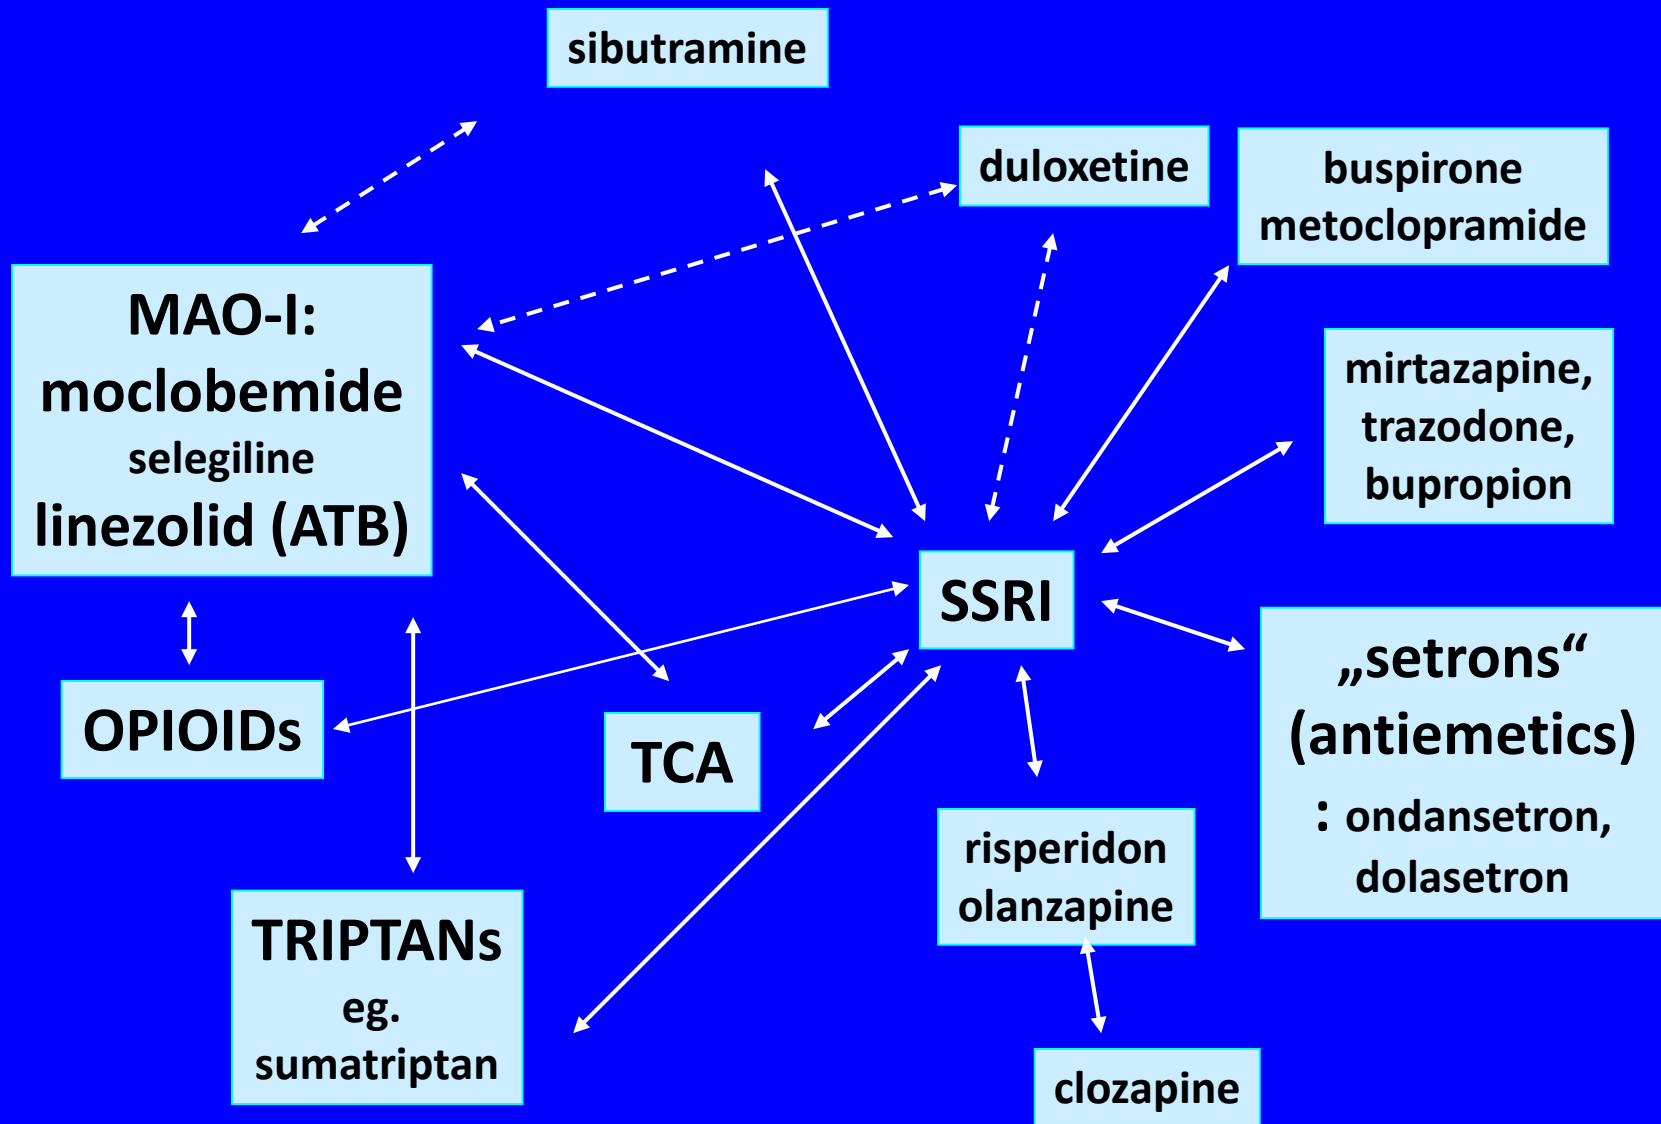 sibutramine
duloxetine
buspirone
metoclopramide
MAO-I:
moclobemide
selegiline
linezolid (ATB)
mirtazapine,
trazodone,
bupropion
SSRI
„setrons“
(antiemetics)
: ondansetron,
dolasetron
OPIOIDs
TCA
risperidon
olanzapine
TRIPTANs
eg.
sumatriptan
clozapine